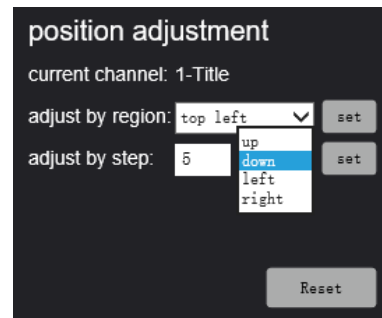 position adjustment
current channel: 1-Title
adjust by region: top left set
adjust by step: 5 set
up
down
left
right
Reset